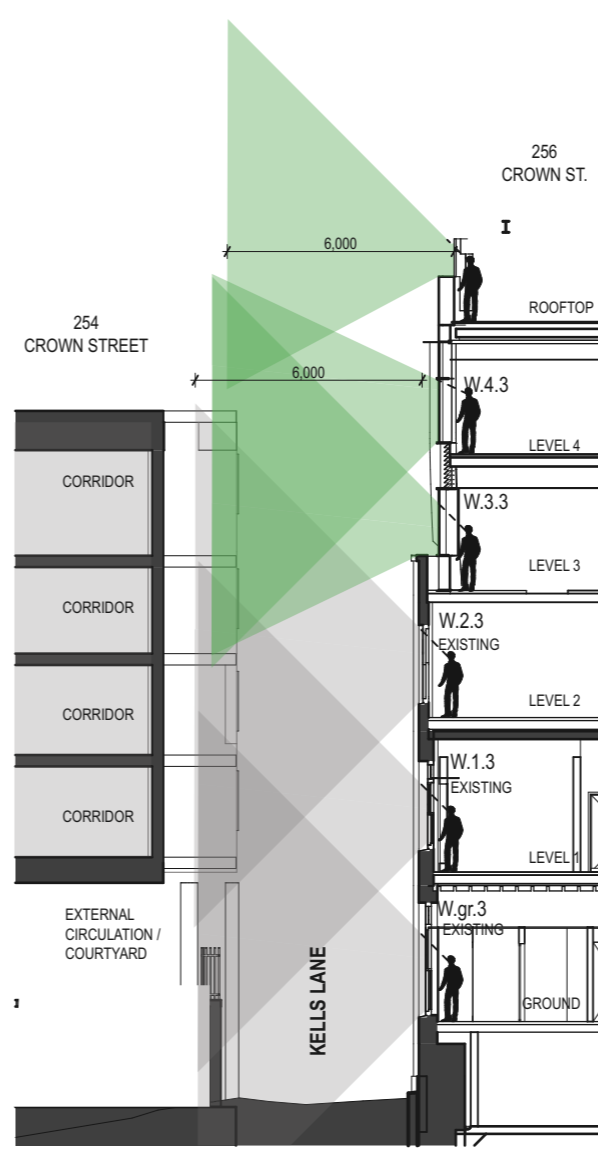 256
CROWN ST.
6,000
ROOFTOP
254
CROWN STREET
6,000
W.4.3
LEVEL 4
CORRIDOR
W.3.3
LEVEL 3
CORRIDOR
W.2.3
EXISTING
LEVEL 2
CORRIDOR
W.1.3
EXISTING
CORRIDOR
LEVEL 1
EXTERNAL
CIRCULATION /
COURTYARD
W.gr.3
EXISTING
KELLS LANE
GROUND